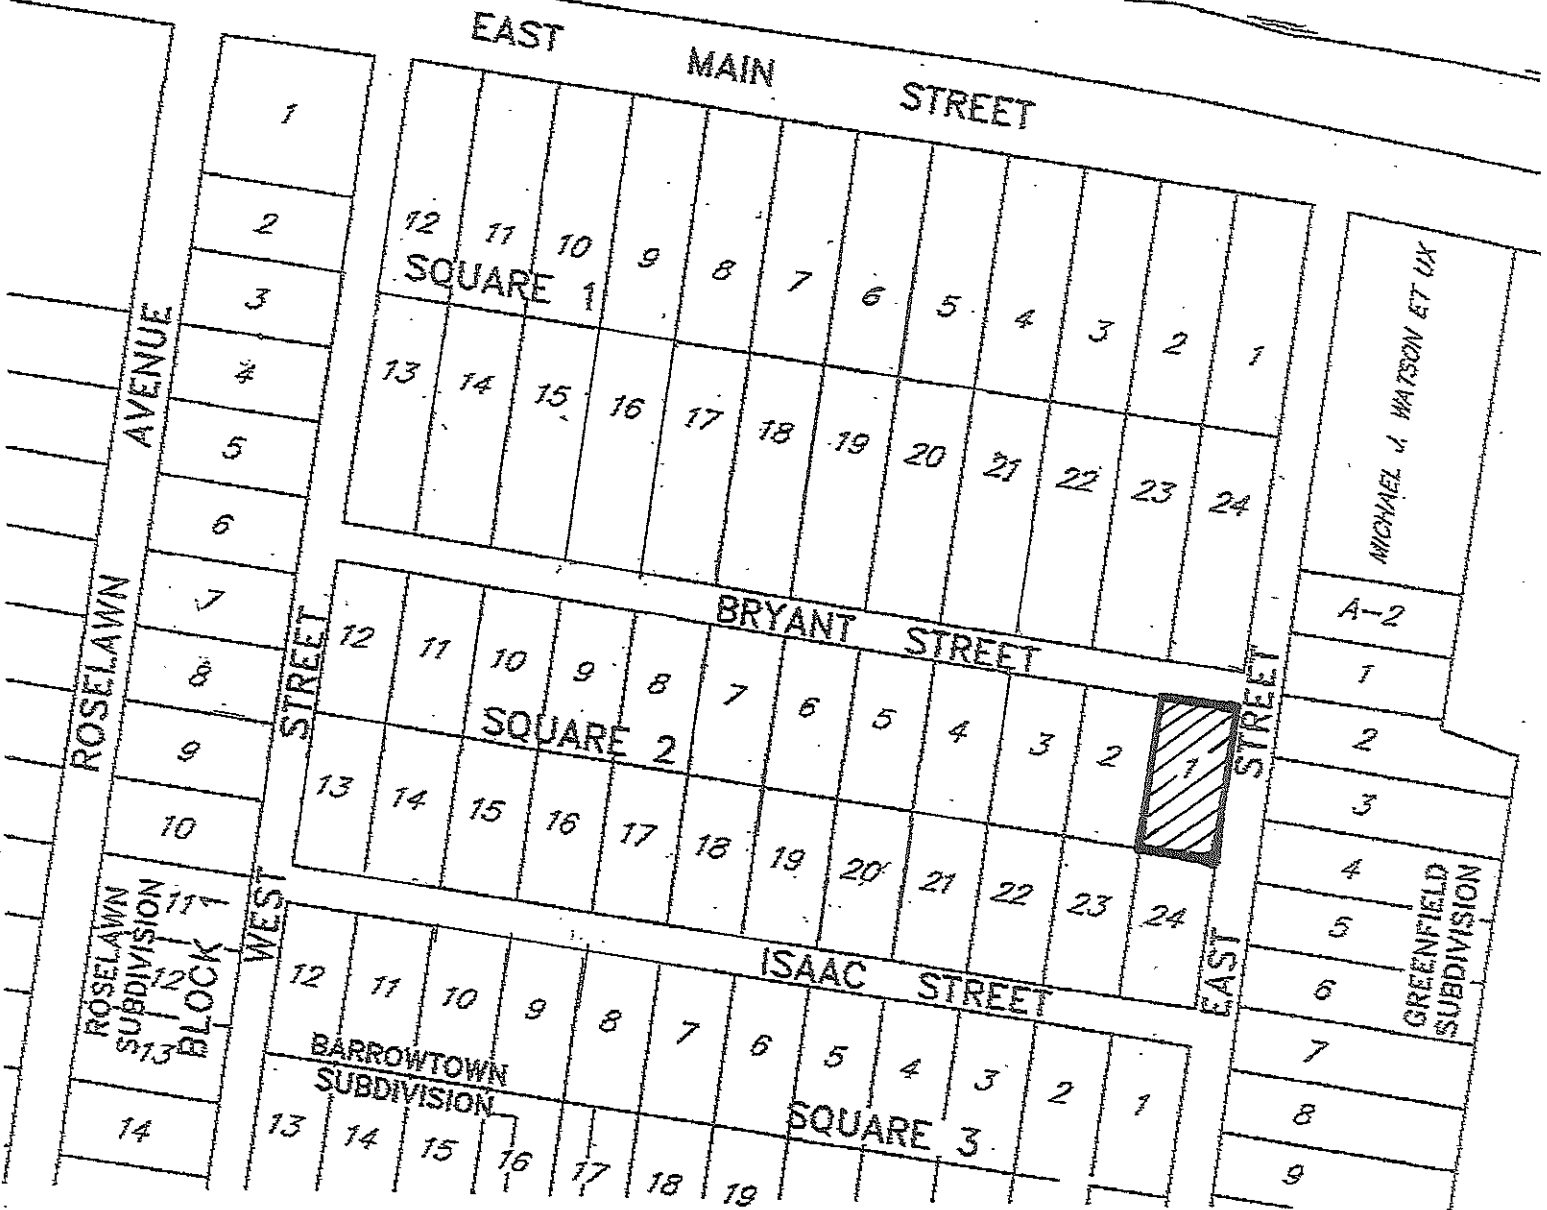 EAST MAIN STREET
1
2
3
4
5
6
7
8
9
10
11
12
13
14
ROSELAWN AVENUE
ROSELAWN
SUBDIVISION
BLOCK 1
WEST STREET
12 11 10 9 8 7 6 5 4 3 2 1
SQUARE 1
13 14 15 16 17 18 19 20 21 22 23 24
BRYANT STREET
12 11 10 9 8 7 6 5 4 3 2 1
SQUARE 2
13 14 15 16 17 18 19 20 21 22 23 24
ISAAC STREET
12 11 10 9 8 7 6 5 4 3 2 1
BARROWTOWN
SUBDIVISION
SQUARE 3
13 14 15 16 17 18 19
EAST STREET
MICHAEL J. WATSON ET UX
A-2
1
2
3
4
5
6
7
8
9
GREENFIELD
SUBDIVISION